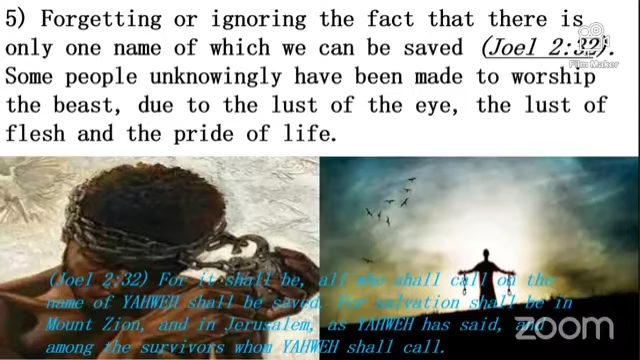 5) Forgetting or ignoring the fact that there is
only one name of which we can be saved (Joel 2:32).
Some people unknowingly have been made to worship
the beast, due to the lust of the eye, the lust of
flesh and the pride of life.
Film Maker
(Joel 2:32) For it shall be, all who shall call on the
name of YAHWEH shall be saved. For salvation shall be in
Mount Zion, and in Jerusalem, as YAHWEH has said, and
among the survivors whom YAHWEH shall call.
zoom